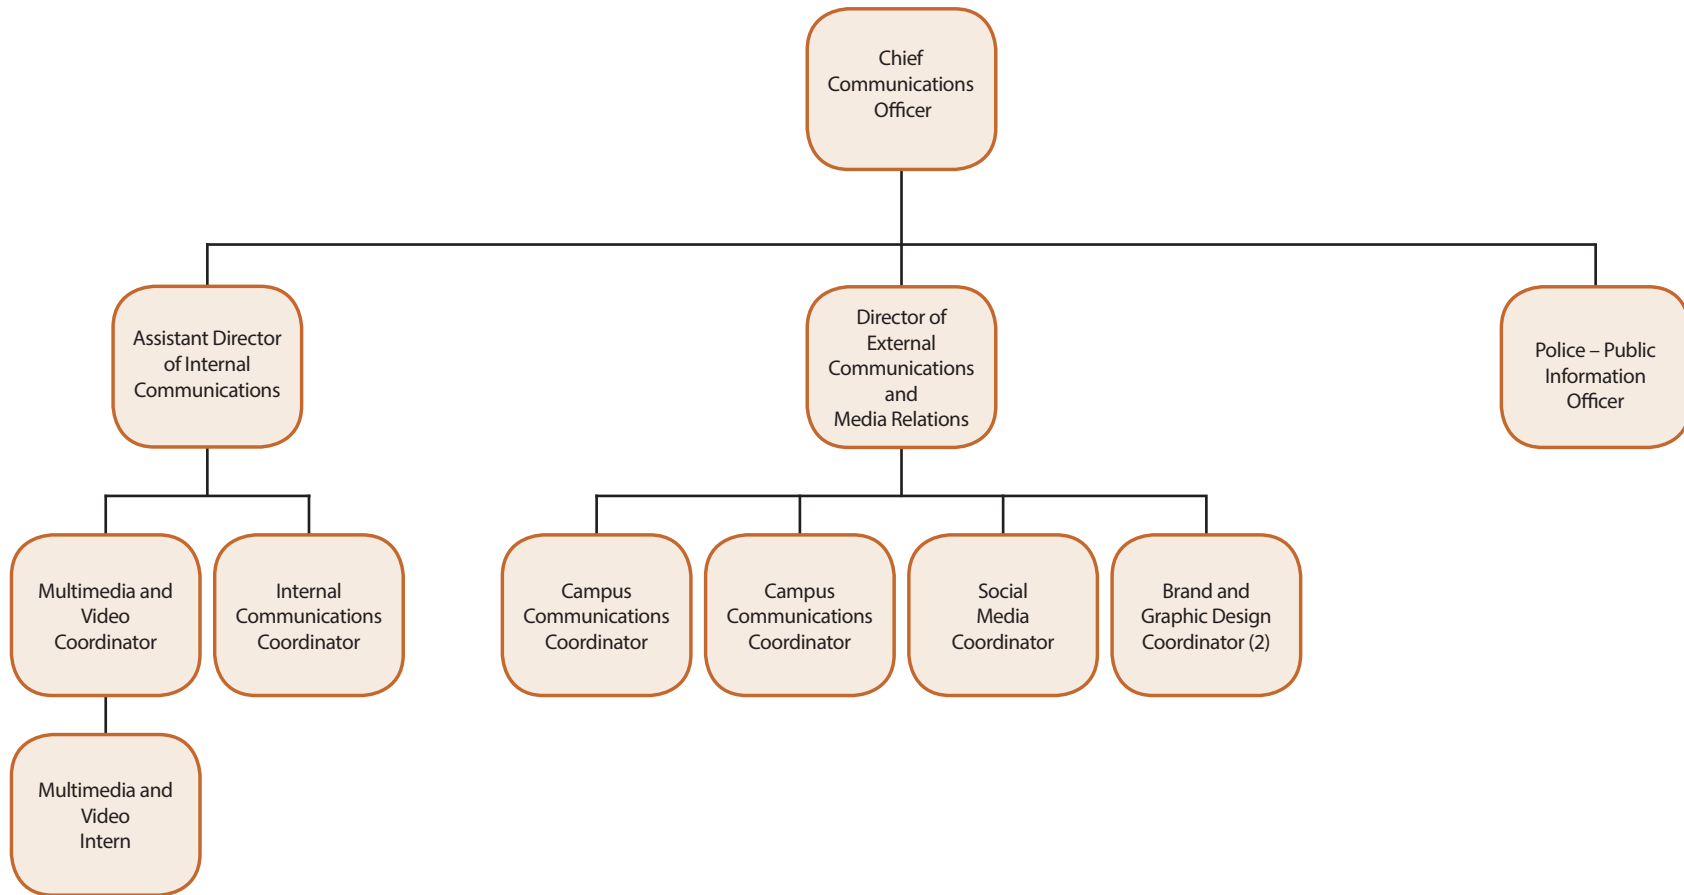 Chief
Communications
Officer
Assistant Director
of Internal
Communications
Director of
External
Communications
and
Media Relations
Police – Public
Information
Officer
Multimedia and
Video
Coordinator
Internal
Communications
Coordinator
Campus
Communications
Coordinator
Campus
Communications
Coordinator
Social
Media
Coordinator
Brand and
Graphic Design
Coordinator (2)
Multimedia and
Video
Intern